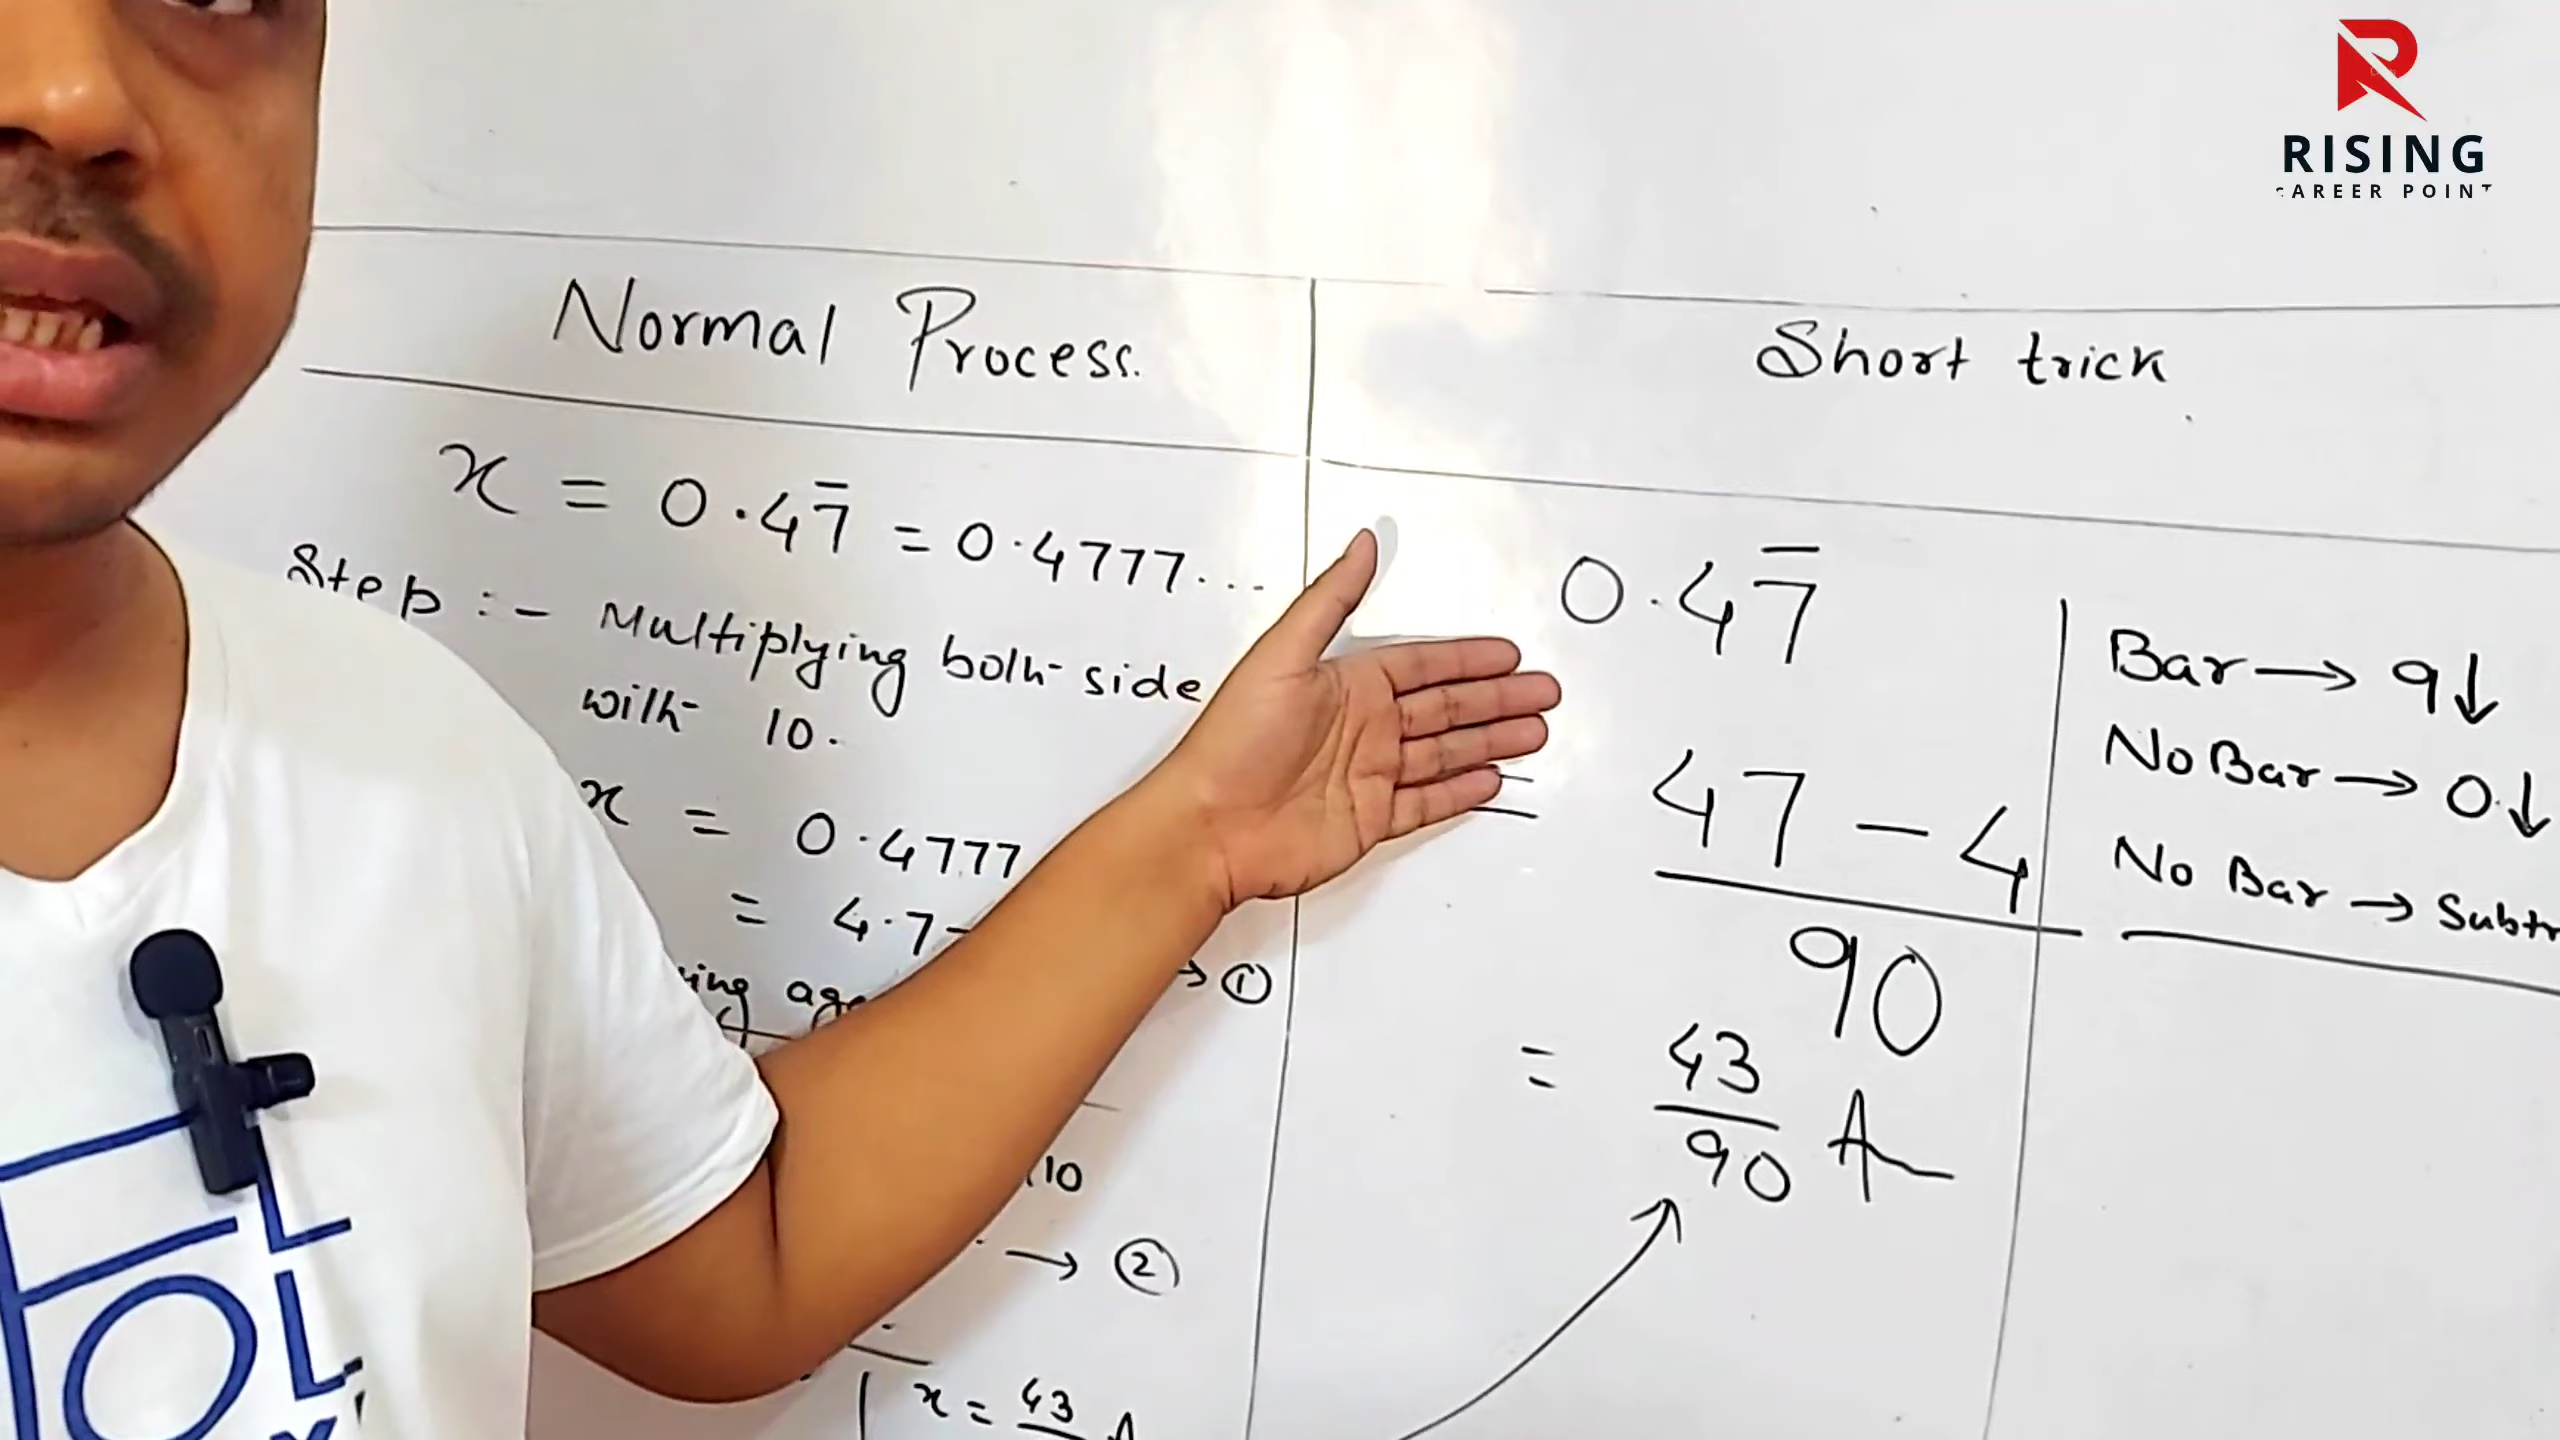 RISING
CAREER POINT
Normal Process.
x = 0.47̄ = 0.4777...
Step :- Multiplying both side
with 10.
x = 0.4777
= 4.7
→ ①
10
→ ②
x = 43
Short trick
0.47̄
= 47 - 4
90
= 43
90
Bar → 9↓
No Bar → 0↓
No Bar → Subtr